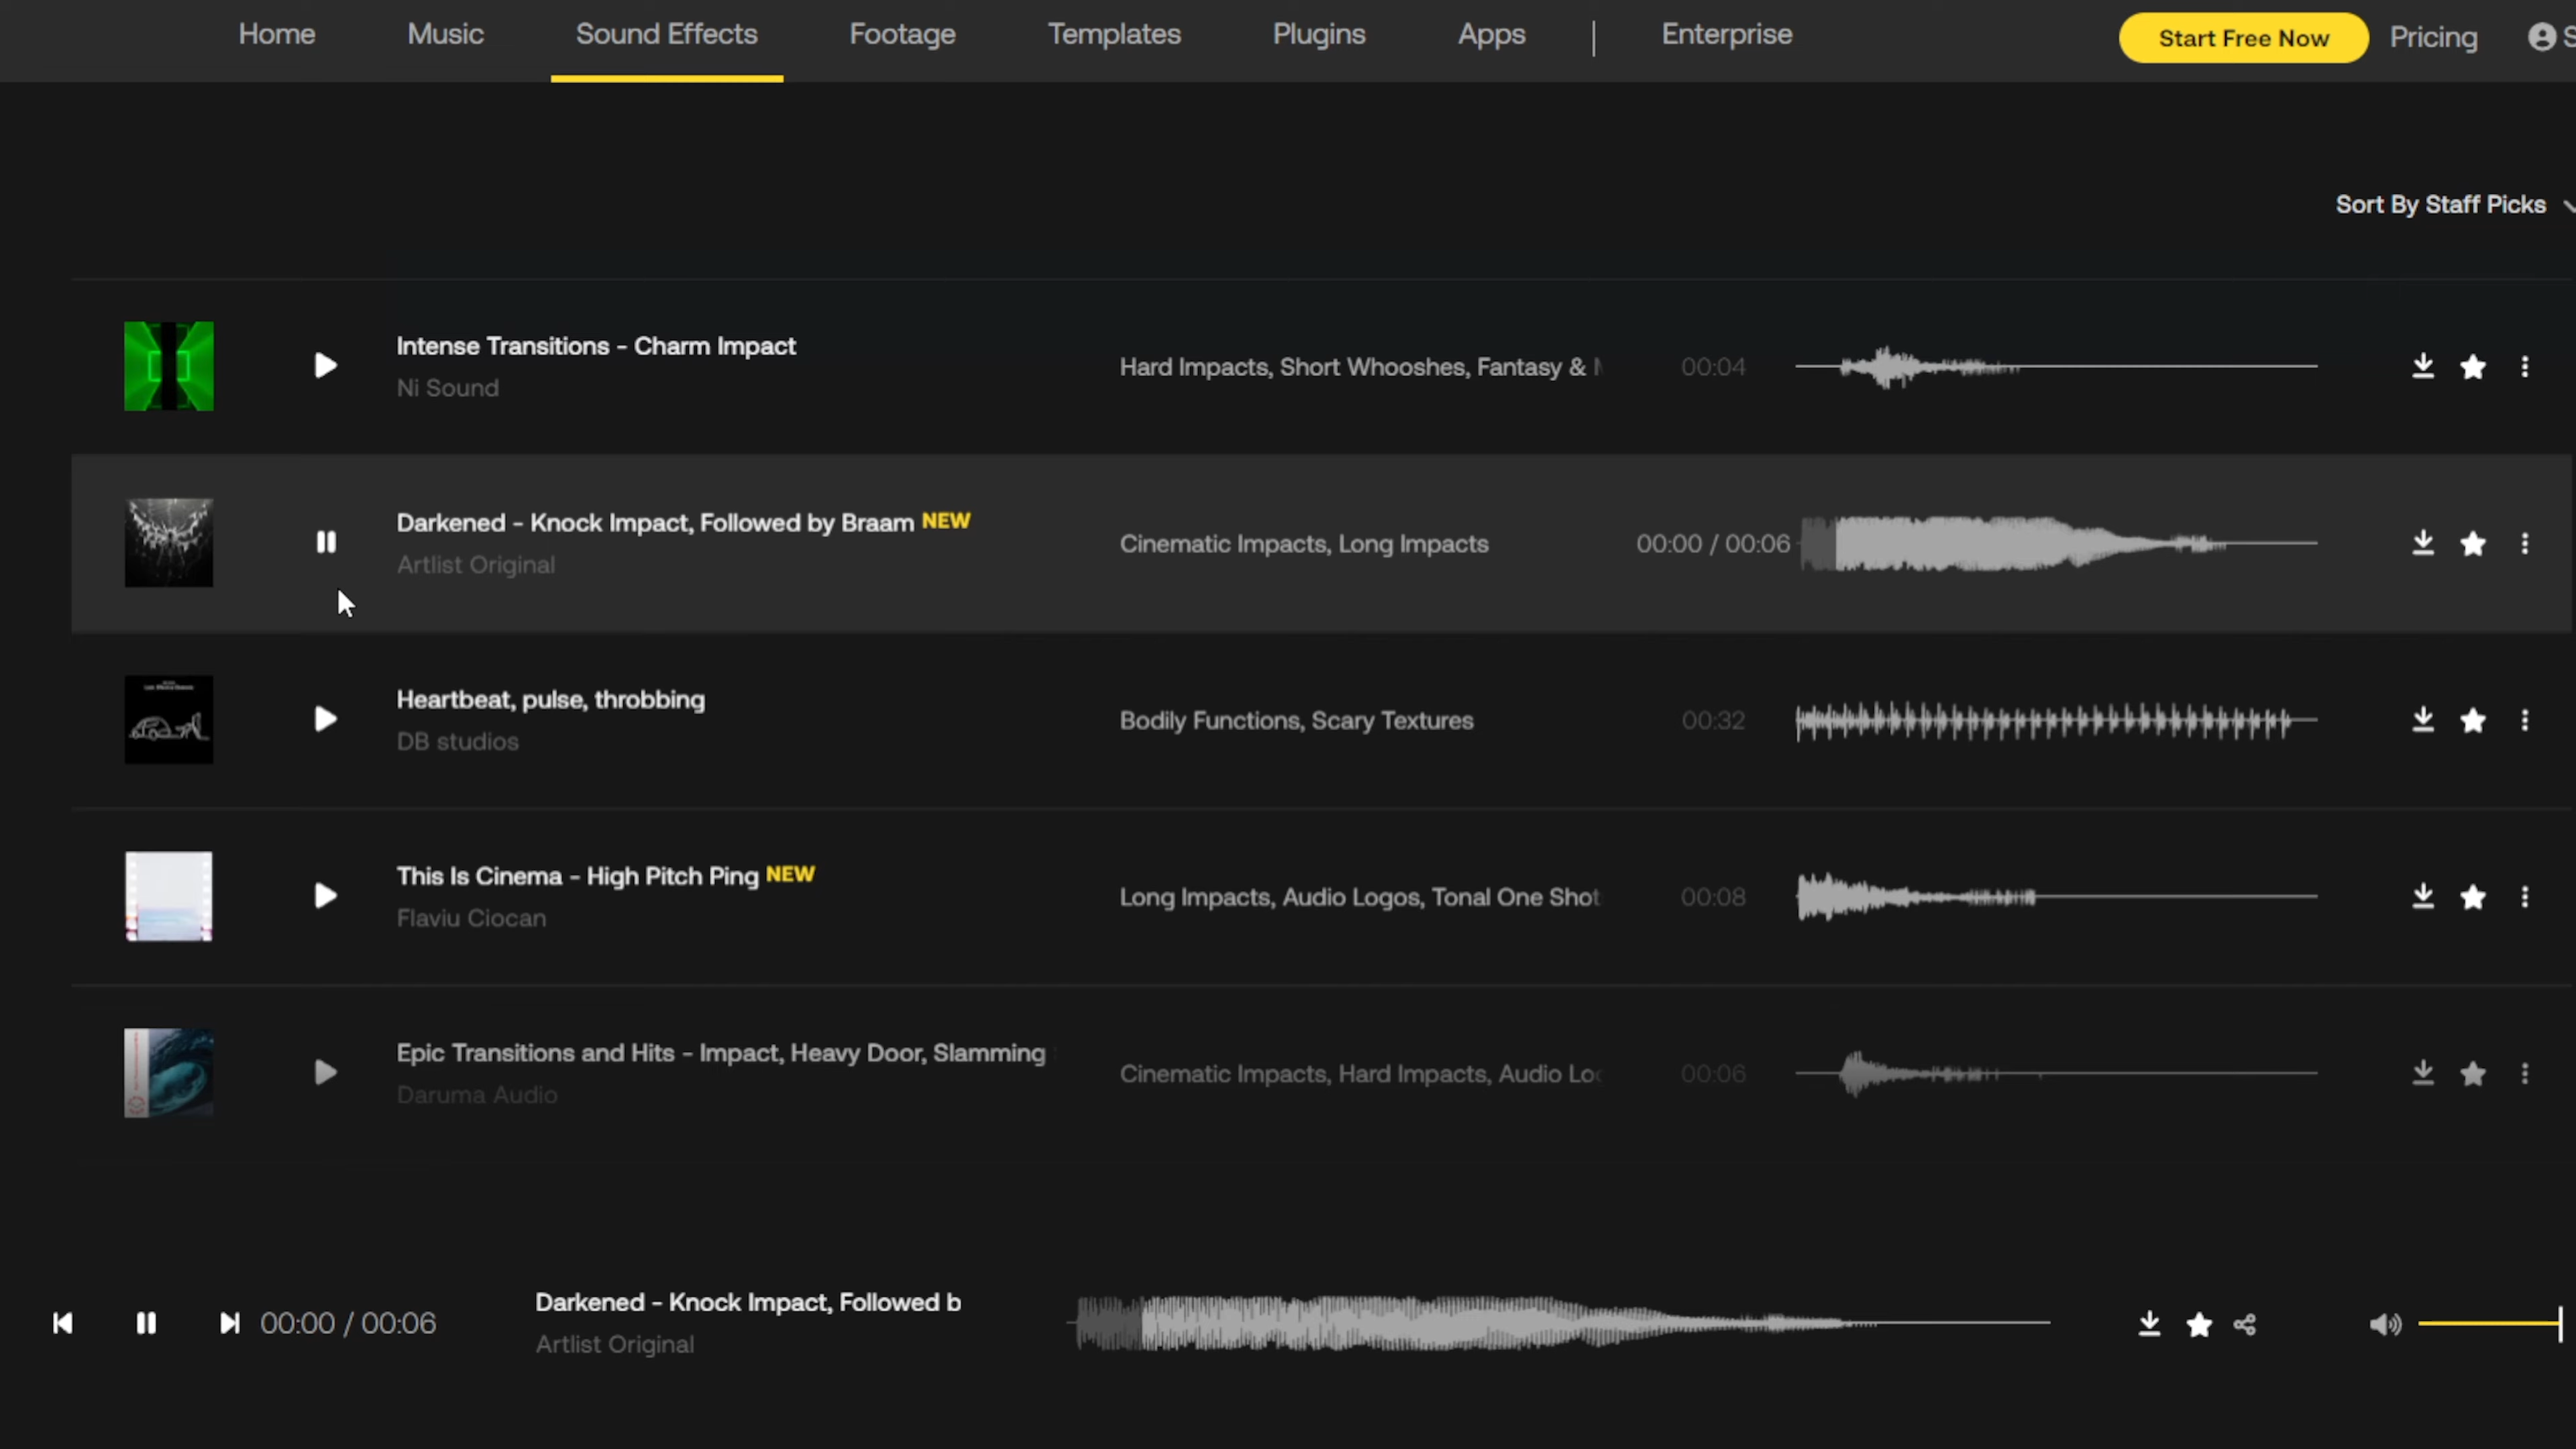 Home Music Sound Effects Footage Templates Plugins Apps | Enterprise Start Free Now Pricing S
Sort By Staff Picks
Intense Transitions - Charm Impact
Ni Sound
Hard Impacts, Short Whooshes, Fantasy &
00:04
Darkened - Knock Impact, Followed by Braam NEW
Artlist Original
Cinematic Impacts, Long Impacts
00:00 / 00:06
Heartbeat, pulse, throbbing
DB studios
Bodily Functions, Scary Textures
00:32
This Is Cinema - High Pitch Ping NEW
Flaviu Ciocan
Long Impacts, Audio Logos, Tonal One Shot
00:08
Epic Transitions and Hits - Impact, Heavy Door, Slamming
Daruma Audio
Cinematic Impacts, Hard Impacts, Audio Lo
00:06
00:00 / 00:06
Darkened - Knock Impact, Followed b
Artlist Original